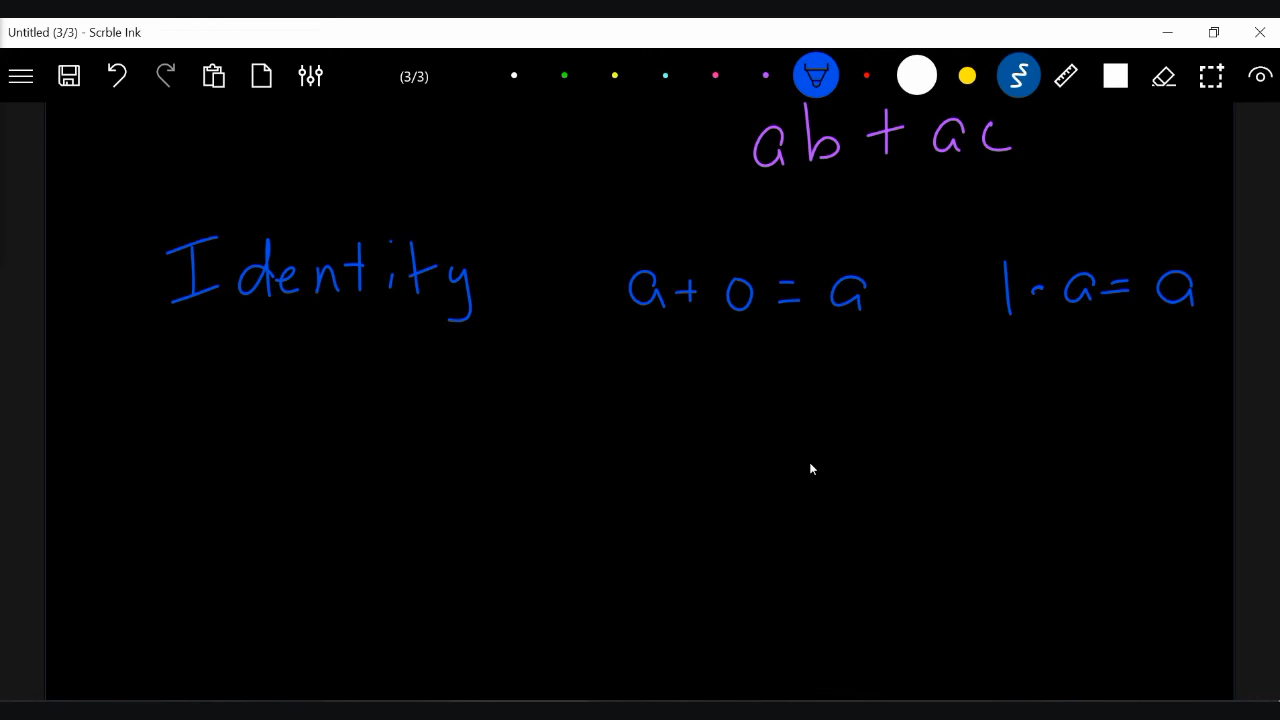 Untitled (3/3) - Scrble Ink
(3/3)
ab + ac
Identity a + 0 = a 1 · a = a